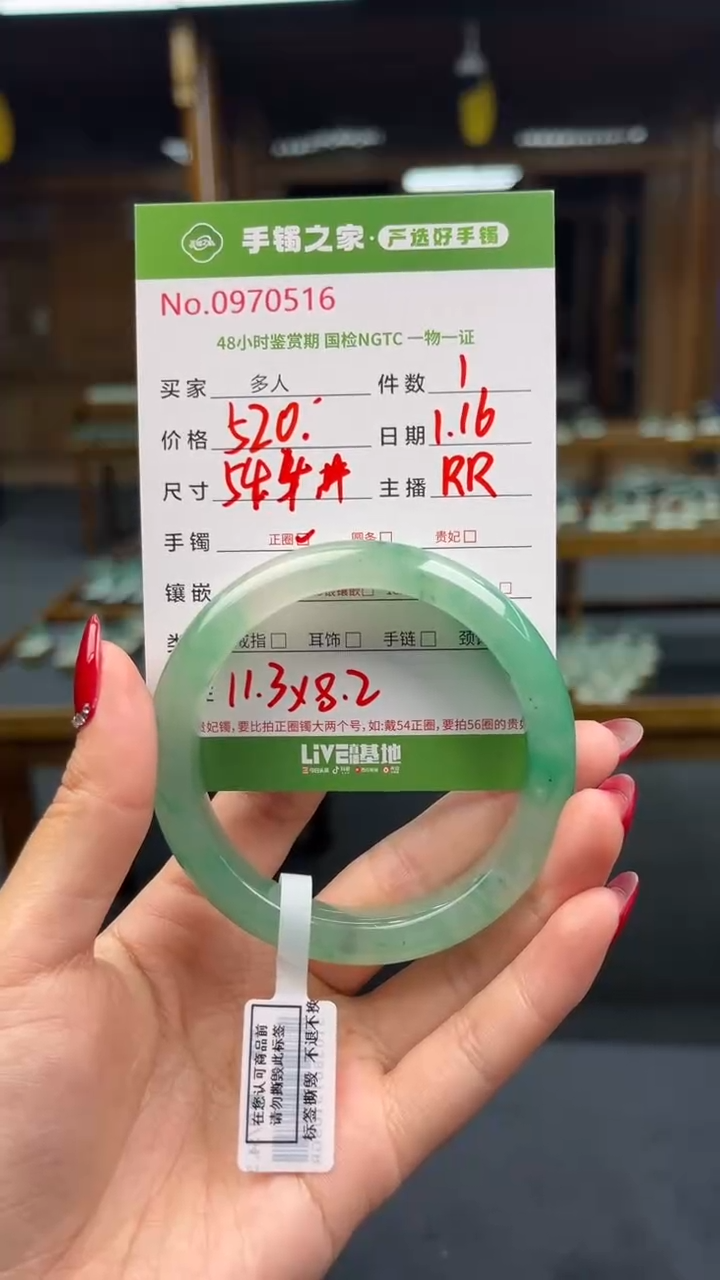 手镯之家·严选好手镯
No.0970516
48小时鉴赏期 国检NGTC 一物一证
买家 多人 件数 1
价格 520. 日期 1.16
尺寸 54.4 主播 RR
手镯 正圈 圆条 贵妃
镶嵌 镶嵌
戒指 耳饰 手链 颈
11.3x8.2
贵妃镯,要比拍正圈镯大两个号,如:戴54正圈,要拍56圈的贵妃
LIVE 基地
在您认可商品前
请勿撕毁此标签
标签撕毁 不退不换